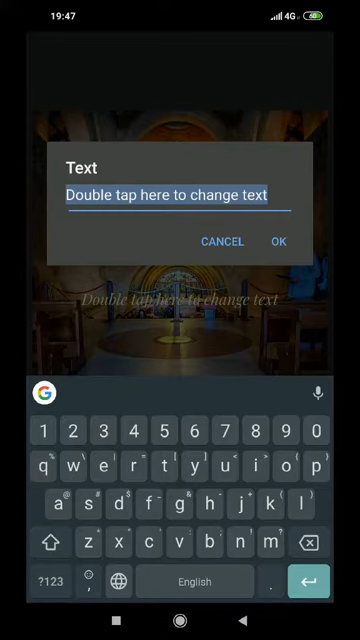 19:47
4G
60
Text
Double tap here to change text
CANCEL
OK
Double tap here to change text
1 2 3 4 5 6 7 8 9 0
q w e r t y u i o p
a s d f g h j k l
z x c v b n m
?123 , English .